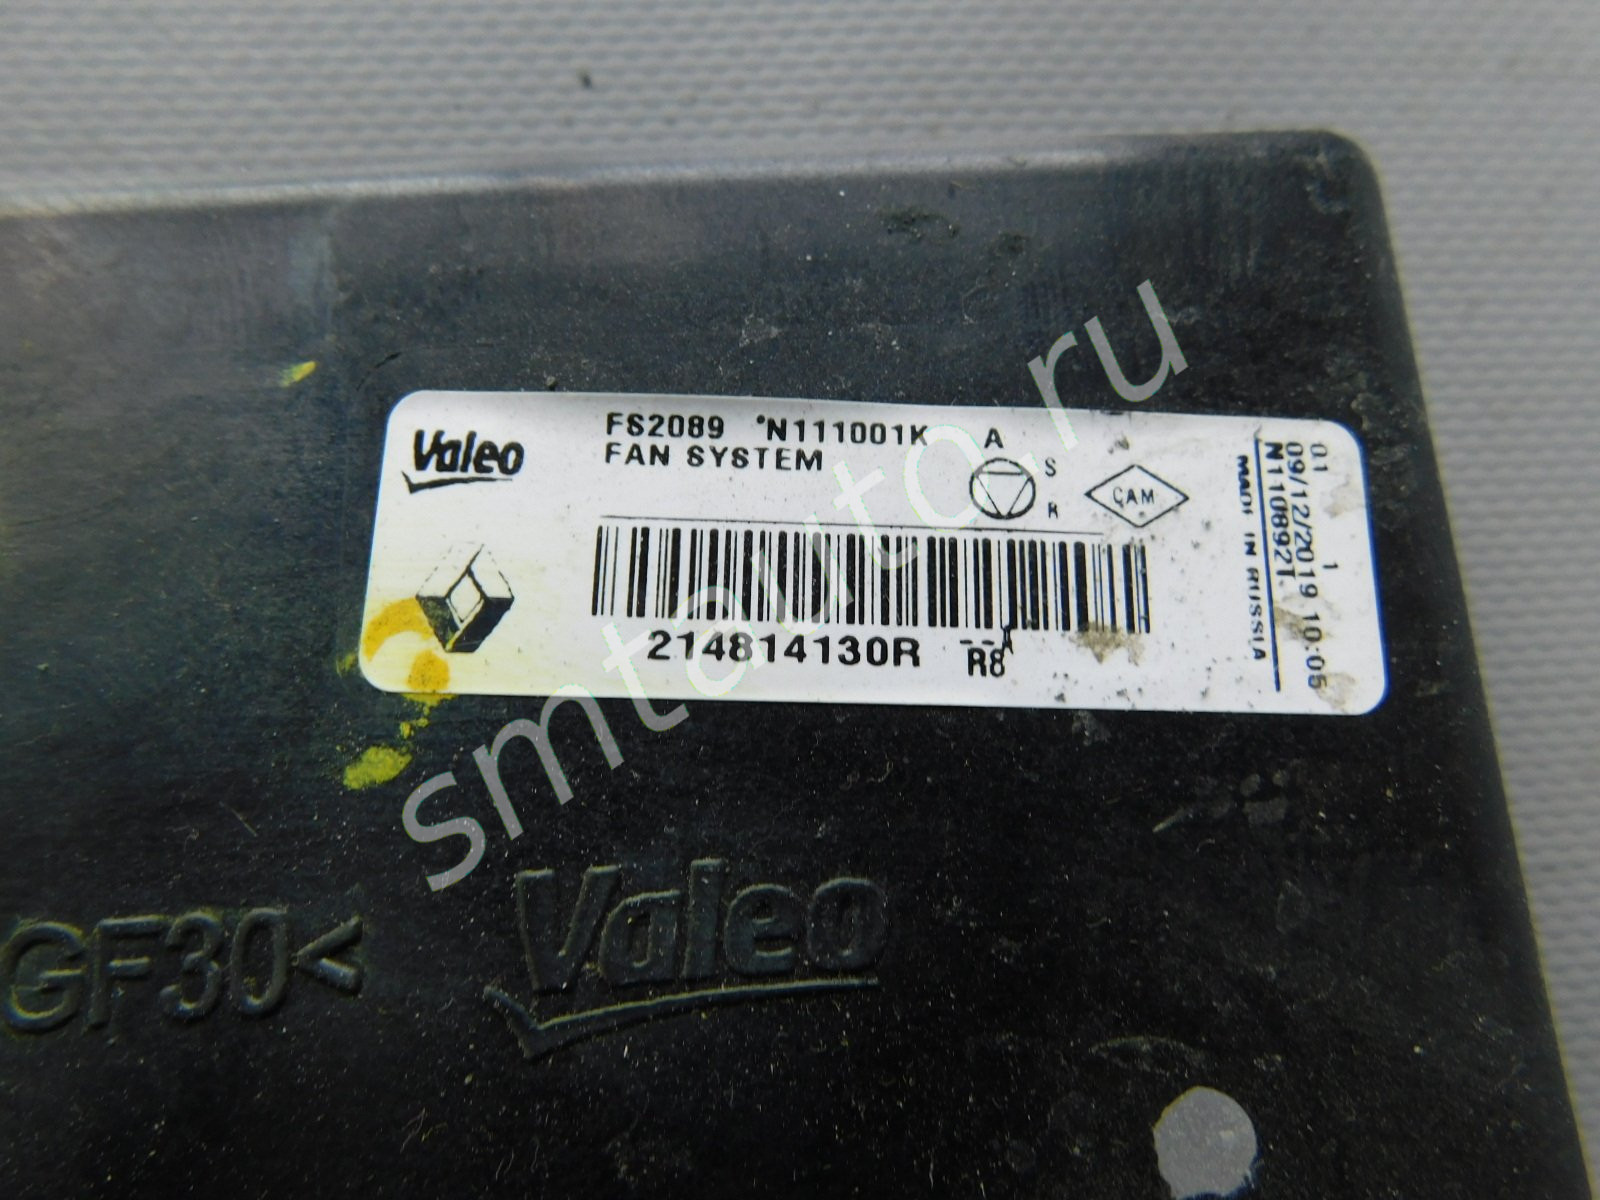 Valeo
FS2089 N111001K A
FAN SYSTEM
S
R
CAM
214814130R --A
R8
01 1
09/12/2019 10:05
N110892T.
MADE IN RUSSIA
smtauto.ru
GF30<
Valeo